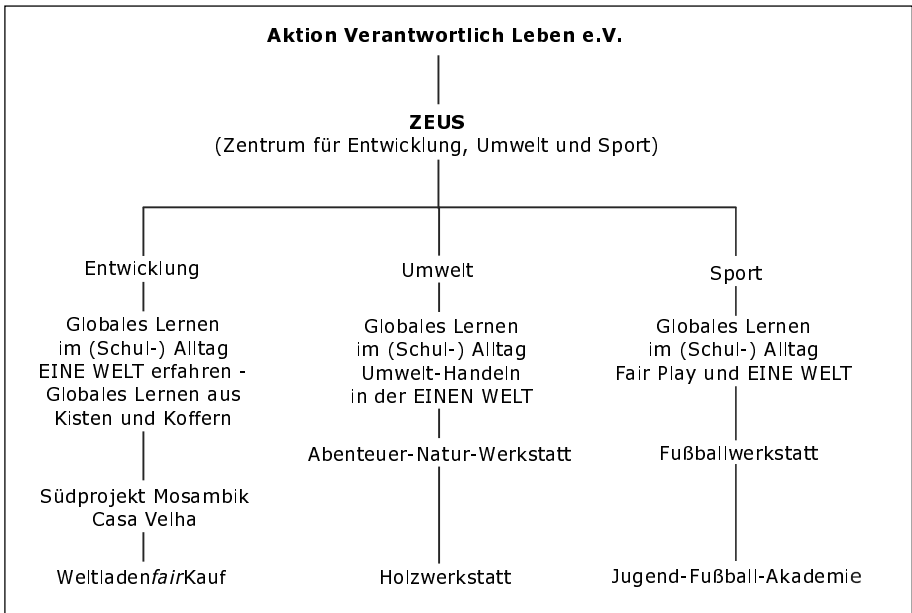 Aktion Verantwortlich Leben e.V.
ZEUS
(Zentrum für Entwicklung, Umwelt und Sport)
Entwicklung
Globales Lernen
im (Schul-) Alltag
EINE WELT erfahren -
Globales Lernen aus
Kisten und Koffern
Südprojekt Mosambik
Casa Velha
WeltladenfairKauf
Umwelt
Globales Lernen
im (Schul-) Alltag
Umwelt-Handeln
in der EINEN WELT
Abenteuer-Natur-Werkstatt
Holzwerkstatt
Sport
Globales Lernen
im (Schul-) Alltag
Fair Play und EINE WELT
Fußballwerkstatt
Jugend-Fußball-Akademie